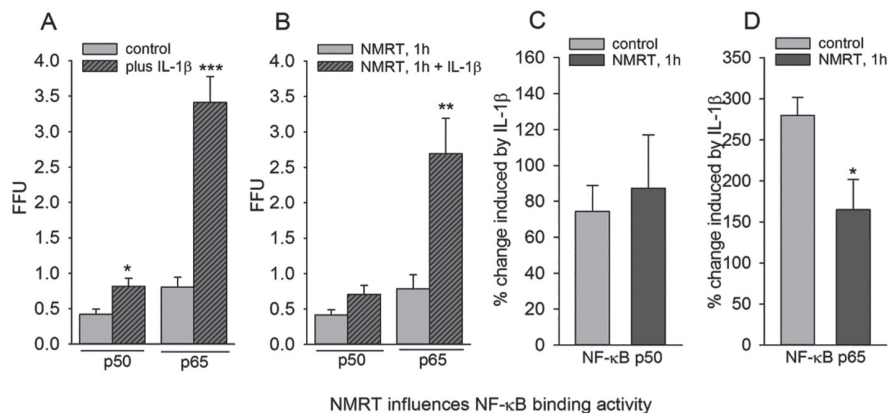 A
control
plus IL-1β
FFU
4.0
3.5
3.0
2.5
2.0
1.5
1.0
0.5
0.0
*
***
p50
p65
B
NMRT, 1h
NMRT, 1h + IL-1β
FFU
4.0
3.5
3.0
2.5
2.0
1.5
1.0
0.5
0.0
**
p50
p65
C
control
NMRT, 1h
% change induced by IL-1β
160
140
120
100
80
60
40
20
0
NF-κB p50
D
control
NMRT, 1h
% change induced by IL-1β
350
300
250
200
150
100
50
0
*
NF-κB p65
NMRT influences NF-κB binding activity